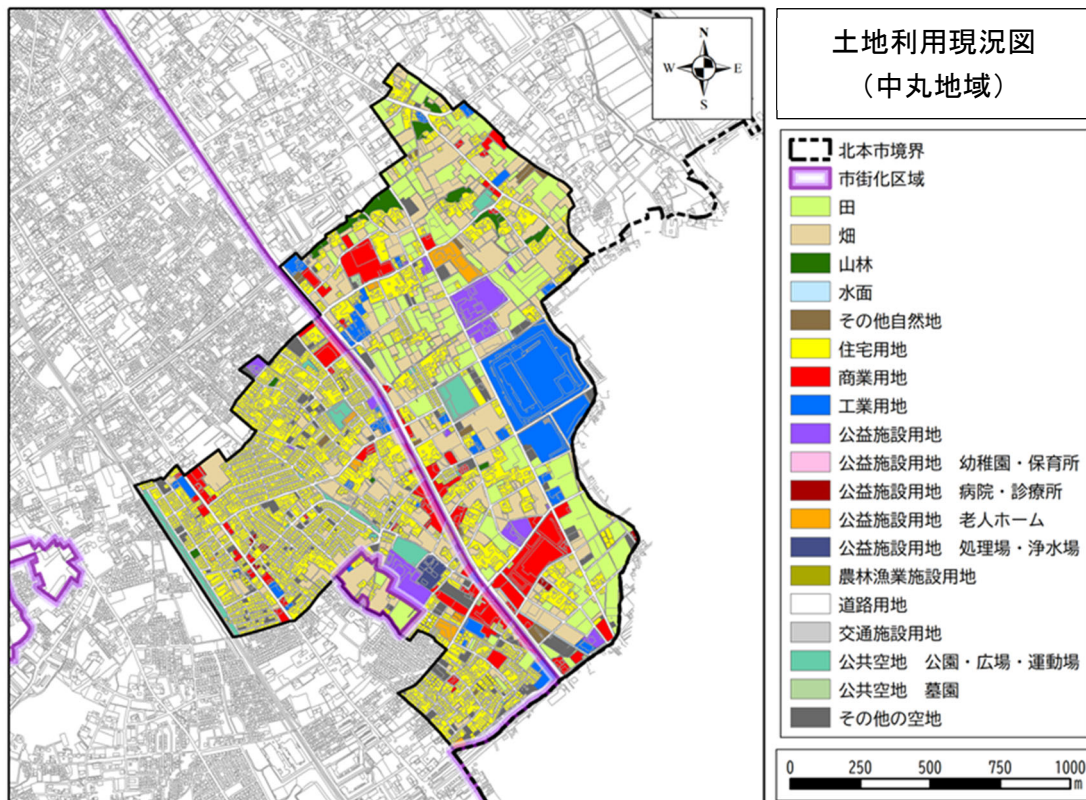 土地利用現況図
（中丸地域）
N
W E
S
北本市境界
市街化区域
田
畑
山林
水面
その他自然地
住宅用地
商業用地
工業用地
公益施設用地
公益施設用地 幼稚園・保育所
公益施設用地 病院・診療所
公益施設用地 老人ホーム
公益施設用地 処理場・浄水場
農林漁業施設用地
道路用地
交通施設用地
公共空地 公園・広場・運動場
公共空地 墓園
その他の空地
0 250 500 750 1000
m